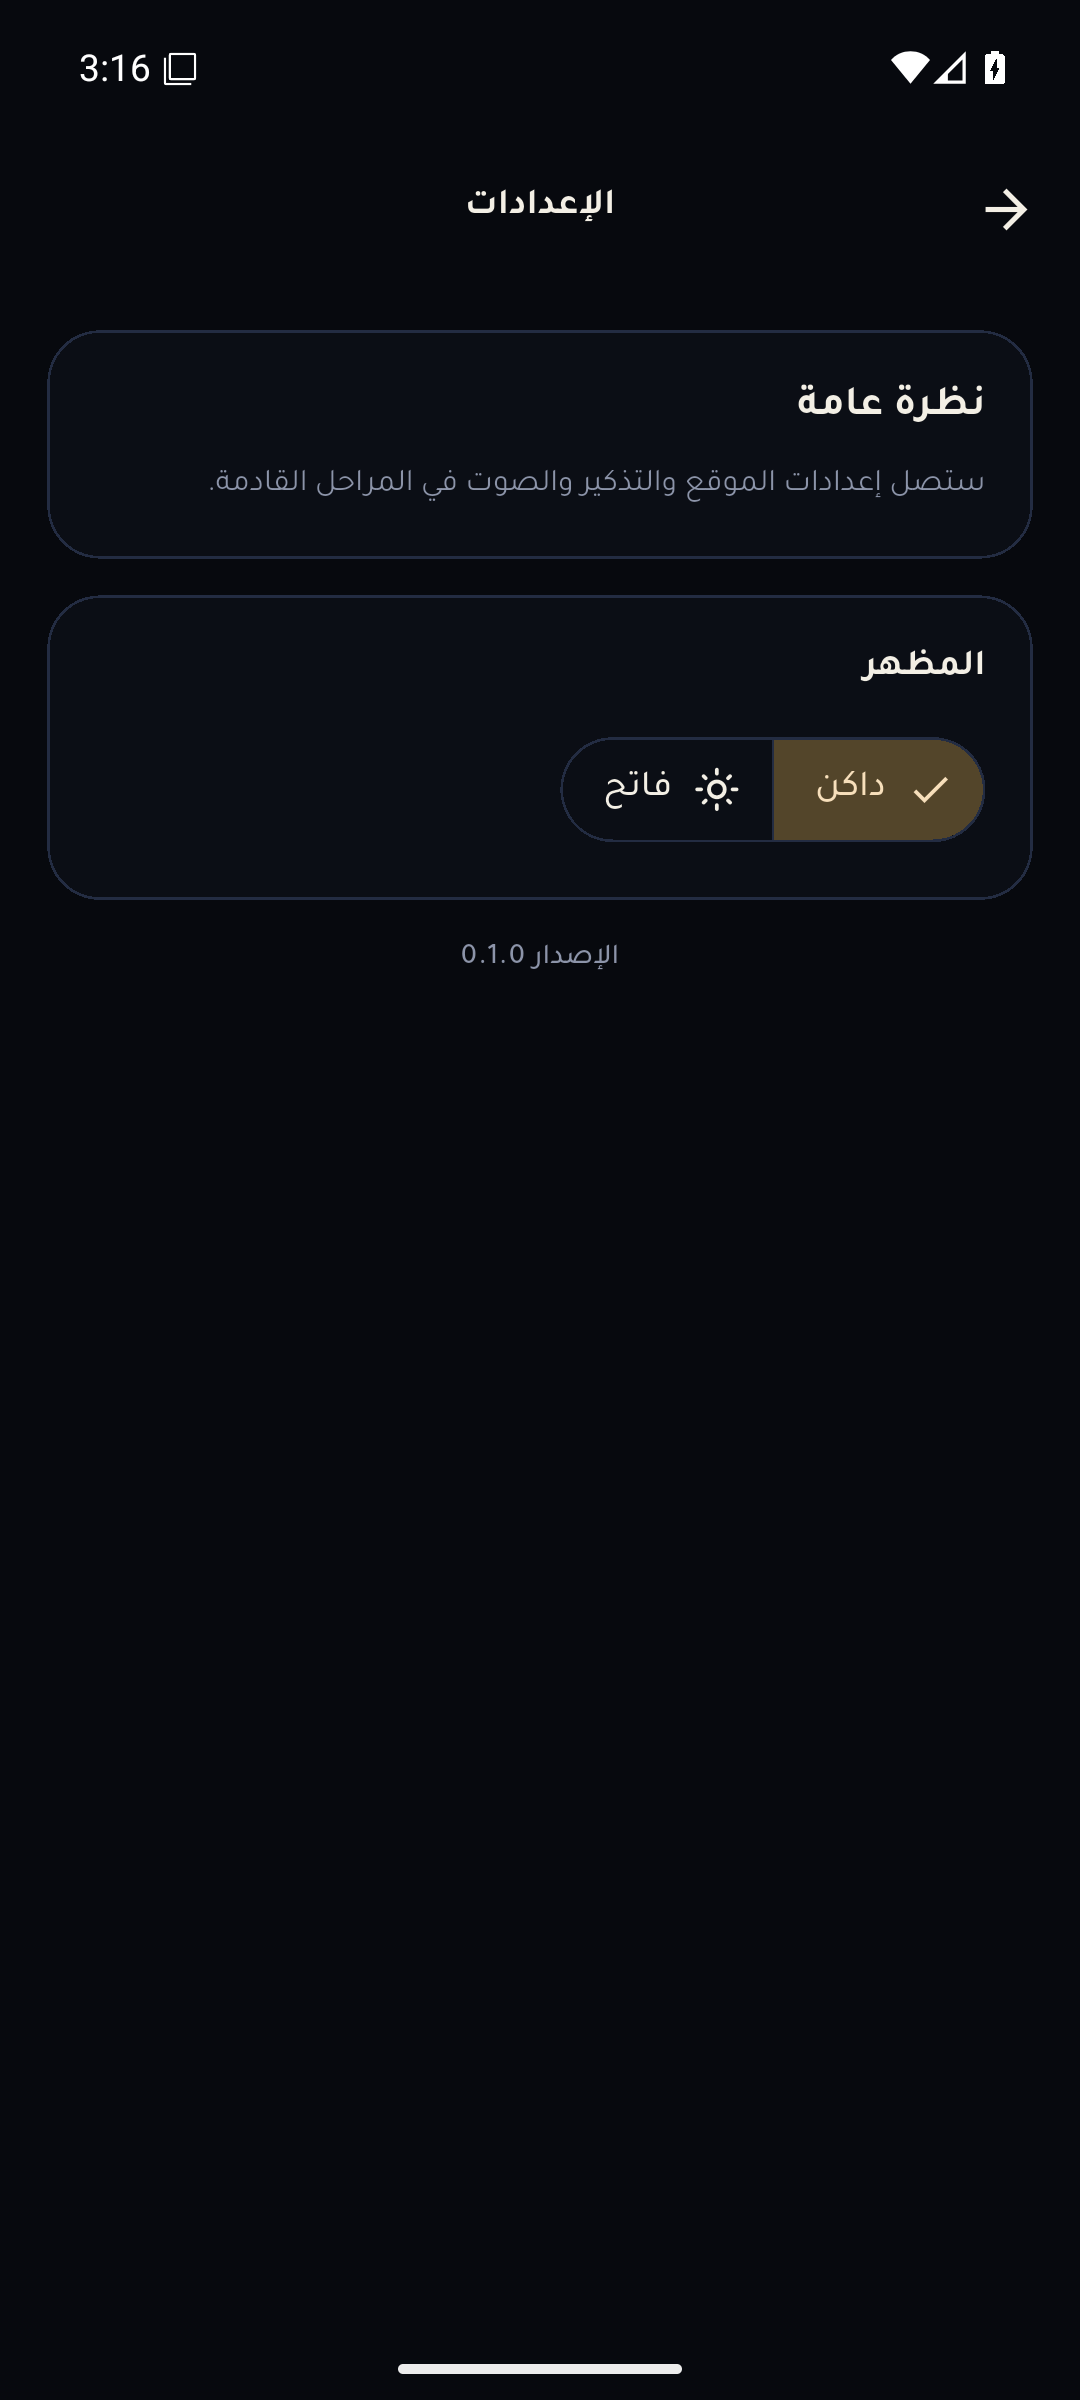 3:16
الإعدادات
نظرة عامة
ستصل إعدادات الموقع والتذكير والصوت في المراحل القادمة.
المظهر
داكن
فاتح
الإصدار 0.1.0